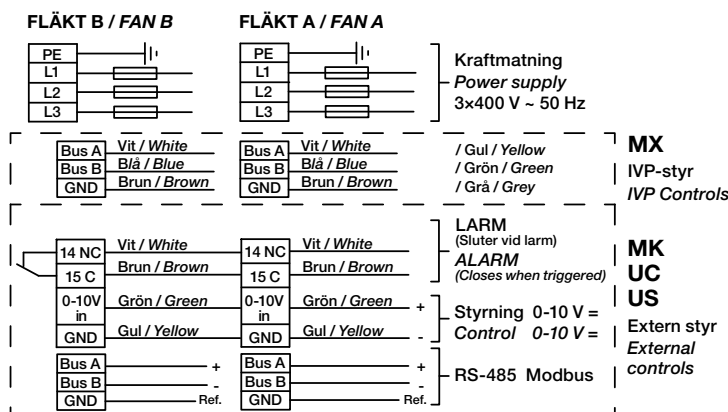 FLÄKT B / FAN B
FLÄKT A / FAN A
PE
L1
L2
L3
PE
L1
L2
L3
Kraftmatning
Power supply
3×400 V ~ 50 Hz
Bus A Vit / White
Bus B Blå / Blue
GND Brun / Brown
Bus A Vit / White
Bus B Blå / Blue
GND Brun / Brown
/ Gul / Yellow
/ Grön / Green
/ Grå / Grey
MX
IVP-styr
IVP Controls
14 NC Vit / White
15 C Brun / Brown
0-10V in Grön / Green
GND Gul / Yellow
14 NC Vit / White
15 C Brun / Brown
0-10V in Grön / Green +
GND Gul / Yellow -
LARM
(Sluter vid larm)
ALARM
(Closes when triggered)
Styrning 0-10 V =
Control 0-10 V =
MK
UC
US
Extern styr
External
controls
Bus A +
Bus B -
GND Ref.
Bus A +
Bus B -
GND Ref.
RS-485 Modbus